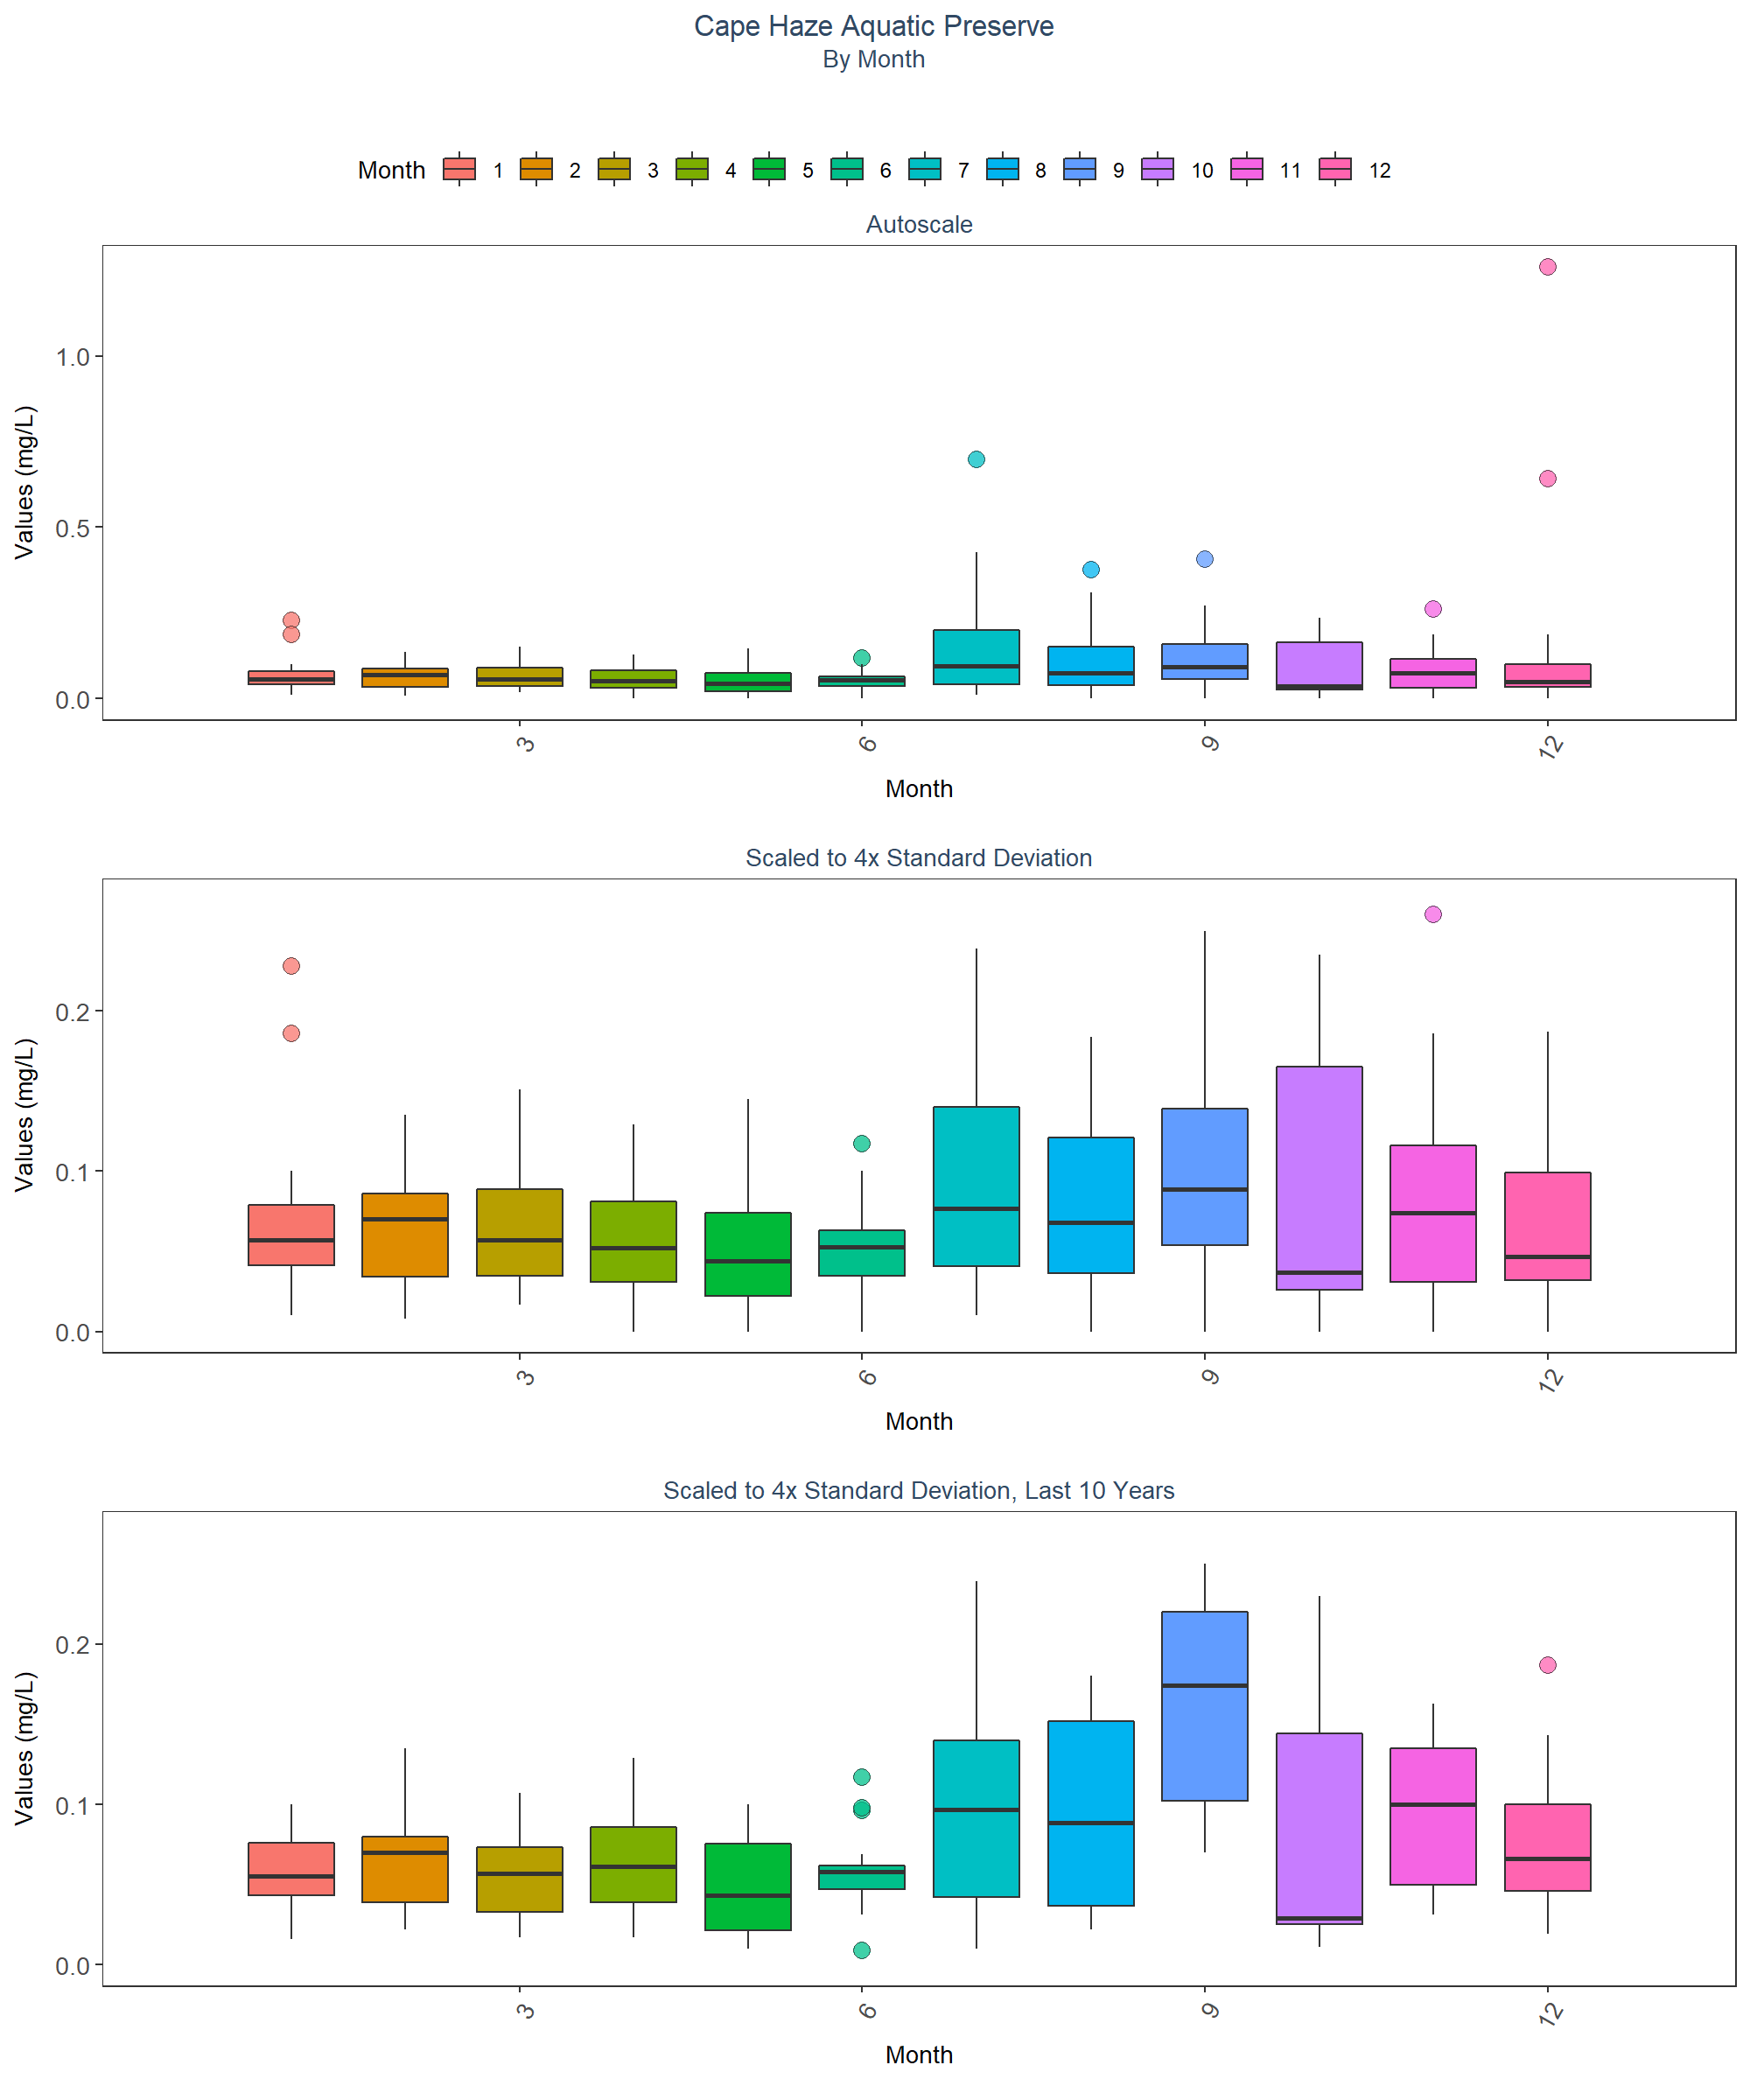 Cape Haze Aquatic Preserve
By Month
Month 1 2 3 4 5 6 7 8 9 10 11 12
Autoscale
Values (mg/L)
1.0
0.5
0.0
3 6 9 12
Month
Scaled to 4x Standard Deviation
Values (mg/L)
0.2
0.1
0.0
3 6 9 12
Month
Scaled to 4x Standard Deviation, Last 10 Years
Values (mg/L)
0.2
0.1
0.0
3 6 9 12
Month